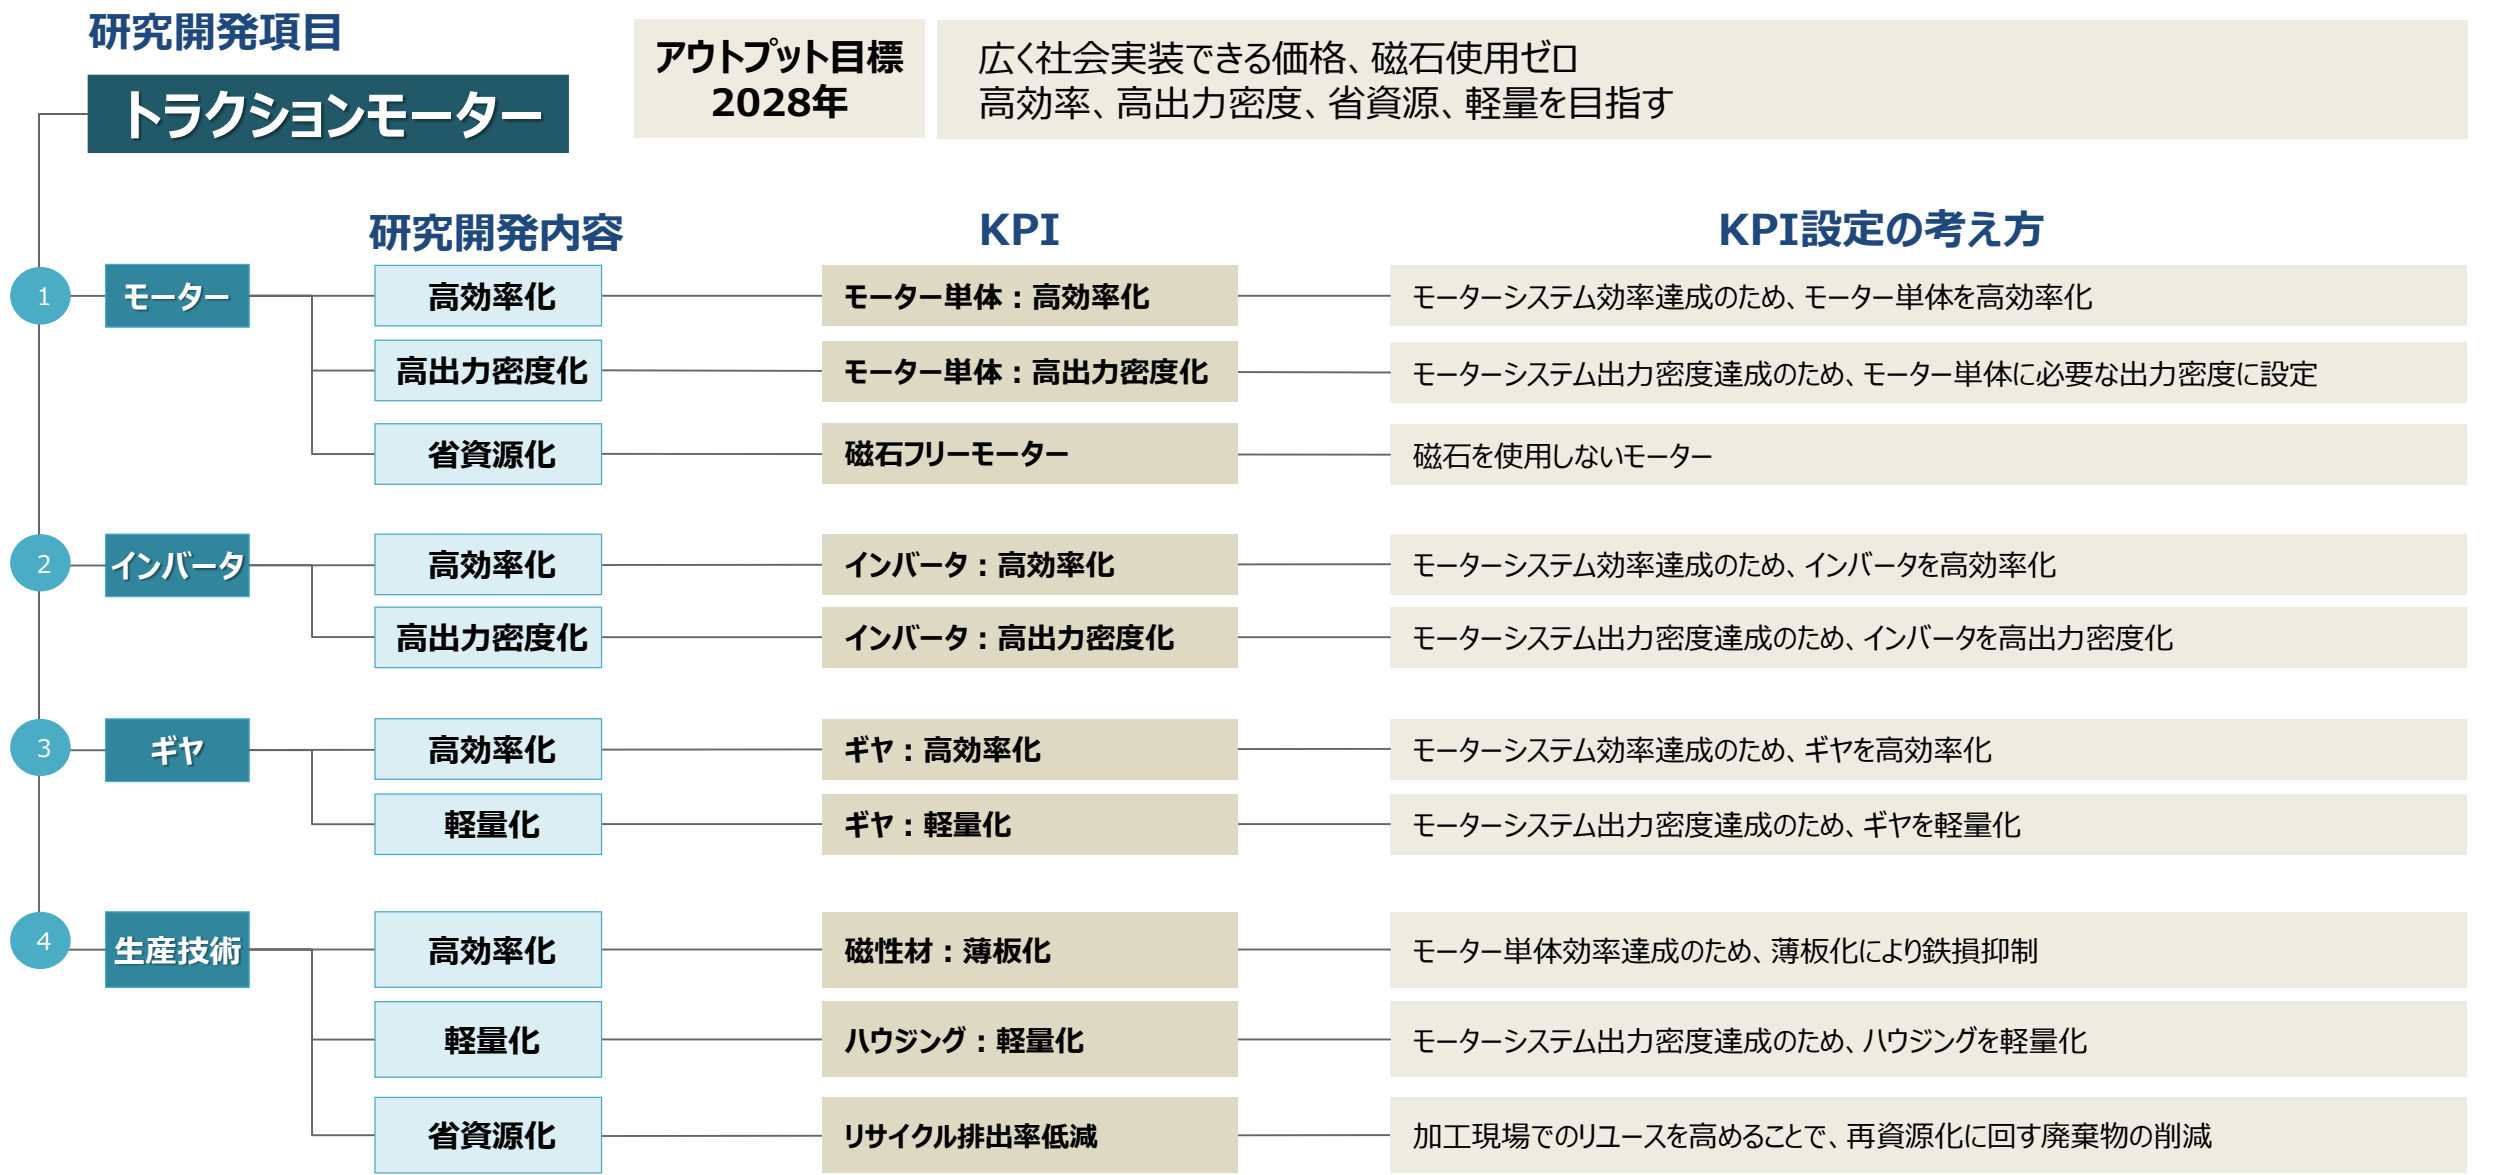 研究開発項目
トラクションモーター
アウトプット目標
2028年
広く社会実装できる価格、磁石使用ゼロ
高効率、高出力密度、省資源、軽量を目指す
研究開発内容
KPI
KPI設定の考え方
1
モーター
高効率化
モーター単体：高効率化
モーターシステム効率達成のため、モーター単体を高効率化
高出力密度化
モーター単体：高出力密度化
モーターシステム出力密度達成のため、モーター単体に必要な出力密度に設定
省資源化
磁石フリーモーター
磁石を使用しないモーター
2
インバータ
高効率化
インバータ：高効率化
モーターシステム効率達成のため、インバータを高効率化
高出力密度化
インバータ：高出力密度化
モーターシステム出力密度達成のため、インバータを高出力密度化
3
ギヤ
高効率化
ギヤ：高効率化
モーターシステム効率達成のため、ギヤを高効率化
軽量化
ギヤ：軽量化
モーターシステム出力密度達成のため、ギヤを軽量化
4
生産技術
高効率化
磁性材：薄板化
モーター単体効率達成のため、薄板化により鉄損抑制
軽量化
ハウジング：軽量化
モーターシステム出力密度達成のため、ハウジングを軽量化
省資源化
リサイクル排出率低減
加工現場でのリユースを高めることで、再資源化に回す廃棄物の削減